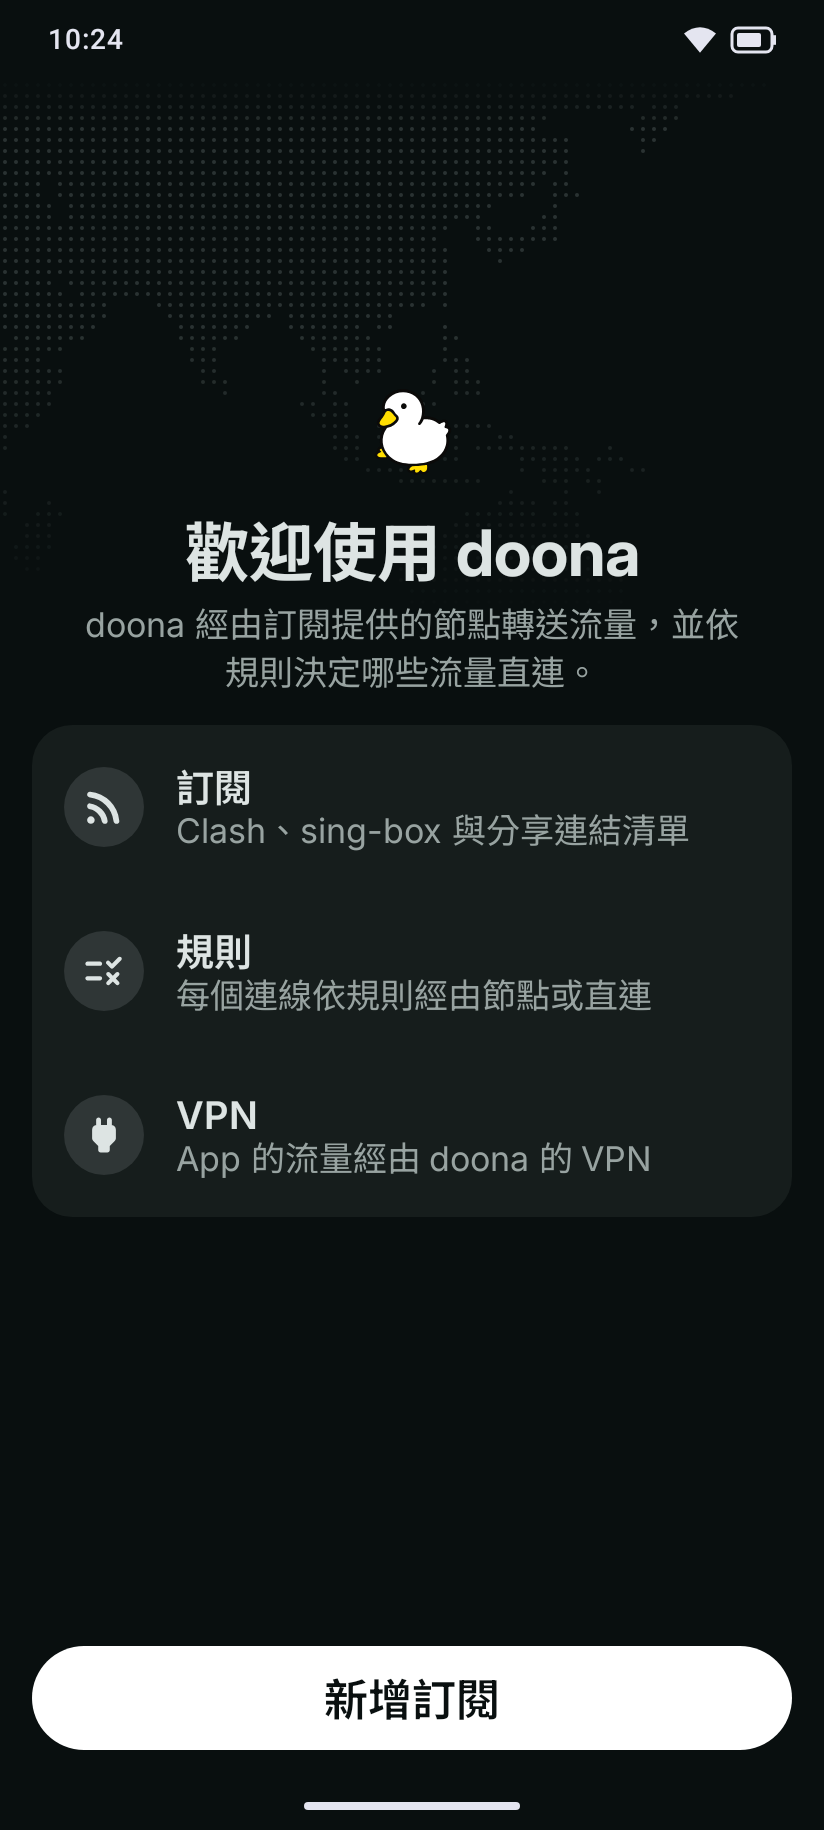 10:24
歡迎使用 doona
doona 經由訂閱提供的節點轉送流量，並依
規則決定哪些流量直連。
訂閱
Clash、sing-box 與分享連結清單
規則
每個連線依規則經由節點或直連
VPN
App 的流量經由 doona 的 VPN
新增訂閱